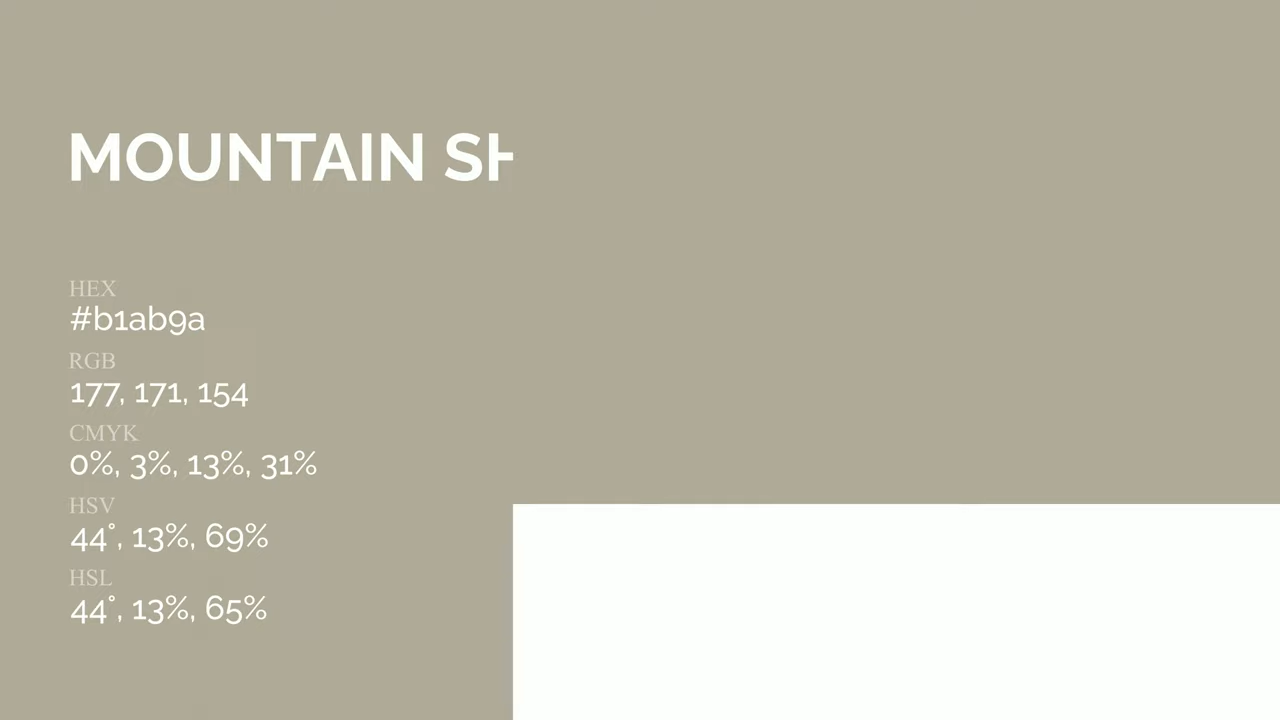 MOUNTAIN SH
HEX
#b1ab9a
RGB
177, 171, 154
CMYK
0%, 3%, 13%, 31%
HSV
44°, 13%, 69%
HSL
44°, 13%, 65%